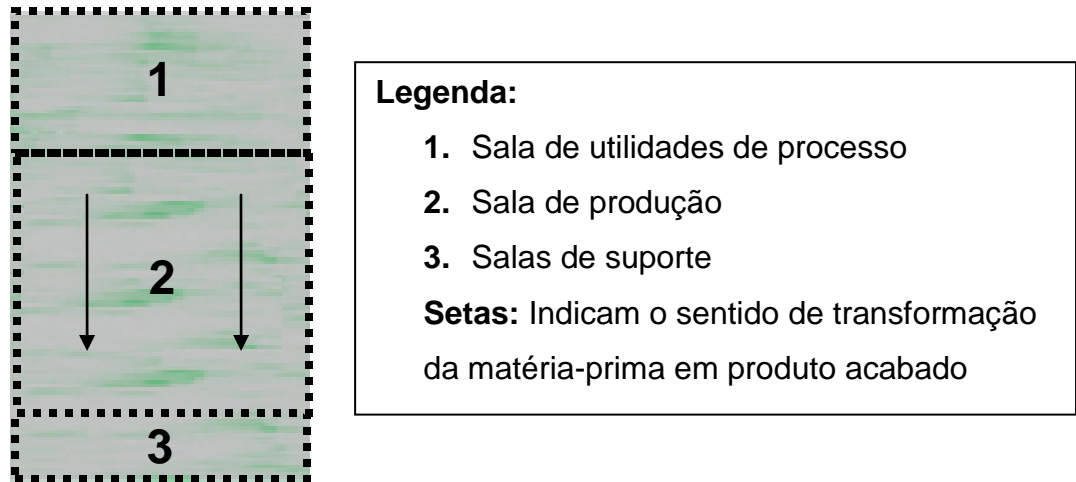 1
2
3
Legenda:
1. Sala de utilidades de processo
2. Sala de produção
3. Salas de suporte
Setas: Indicam o sentido de transformação
da matéria-prima em produto acabado